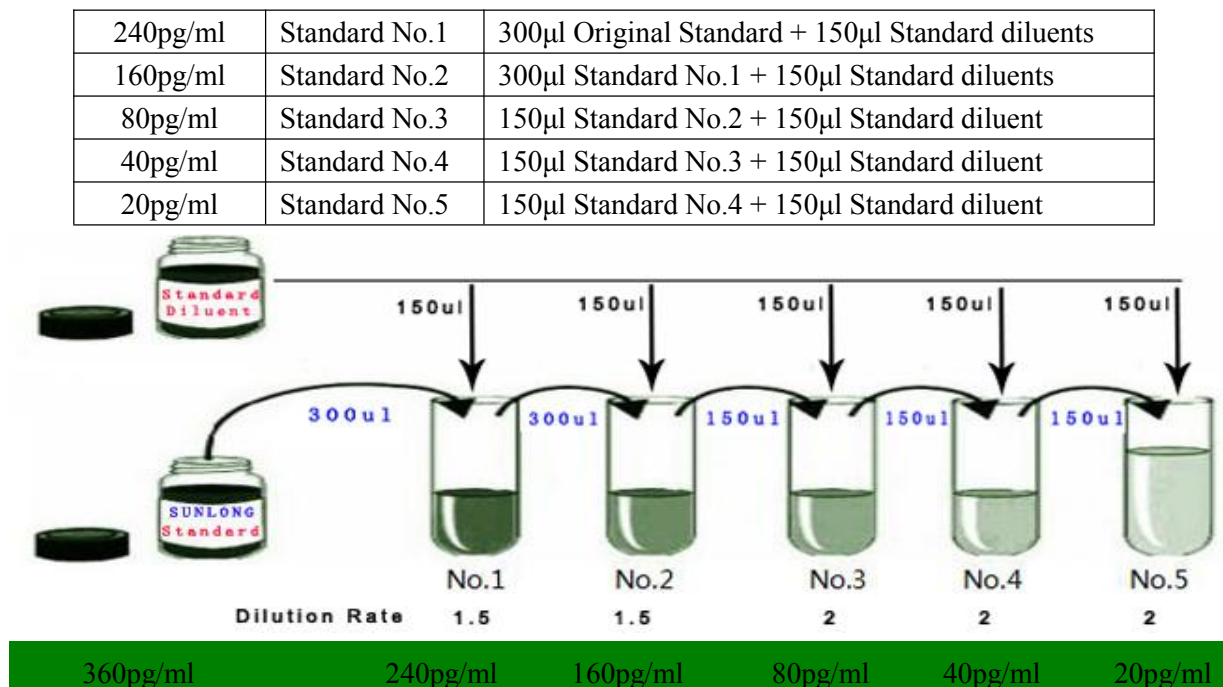 240pg/ml Standard No.1 300μl Original Standard + 150μl Standard diluents
160pg/ml Standard No.2 300μl Standard No.1 + 150μl Standard diluents
80pg/ml Standard No.3 150μl Standard No.2 + 150μl Standard diluent
40pg/ml Standard No.4 150μl Standard No.3 + 150μl Standard diluent
20pg/ml Standard No.5 150μl Standard No.4 + 150μl Standard diluent
Standard
Diluent
150ul 150ul 150ul 150ul 150ul
300ul 300ul 150ul 150ul 150ul
SUNLONG
Standard
No.1 No.2 No.3 No.4 No.5
Dilution Rate 1.5 1.5 2 2 2
360pg/ml 240pg/ml 160pg/ml 80pg/ml 40pg/ml 20pg/ml